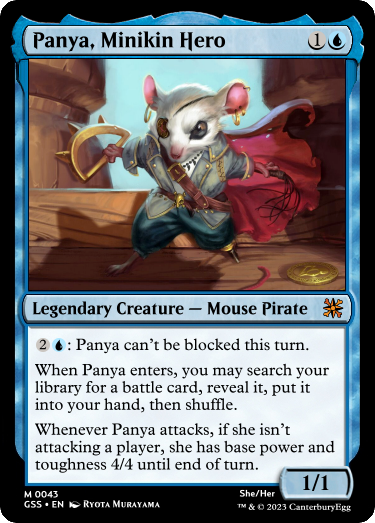 Panya, Minikin Hero 1
Legendary Creature — Mouse Pirate
2: Panya can't be blocked this turn.
When Panya enters, you may search your
library for a battle card, reveal it, put it
into your hand, then shuffle.
Whenever Panya attacks, if she isn't
attacking a player, she has base power and
toughness 4/4 until end of turn.
1/1
M 0043 She/Her
GSS • EN Ryota Murayama ™ & © 2023 CanterburyEgg